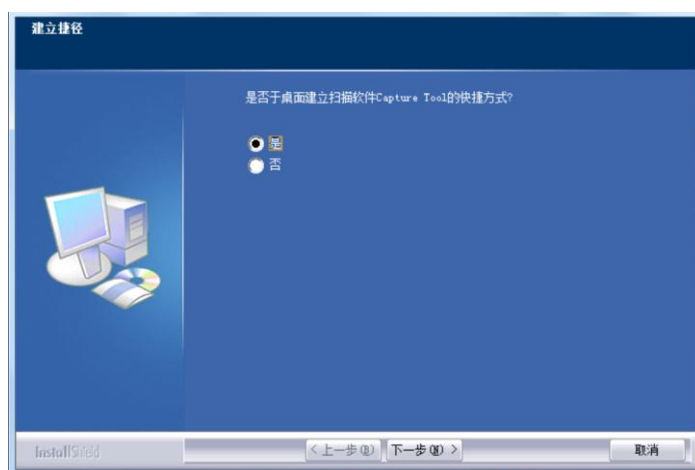 建立捷径
是否于桌面建立扫描软件Capture Tool的快捷方式?
是
否
InstallShield
<上一步(B)
下一步(N) >
取消